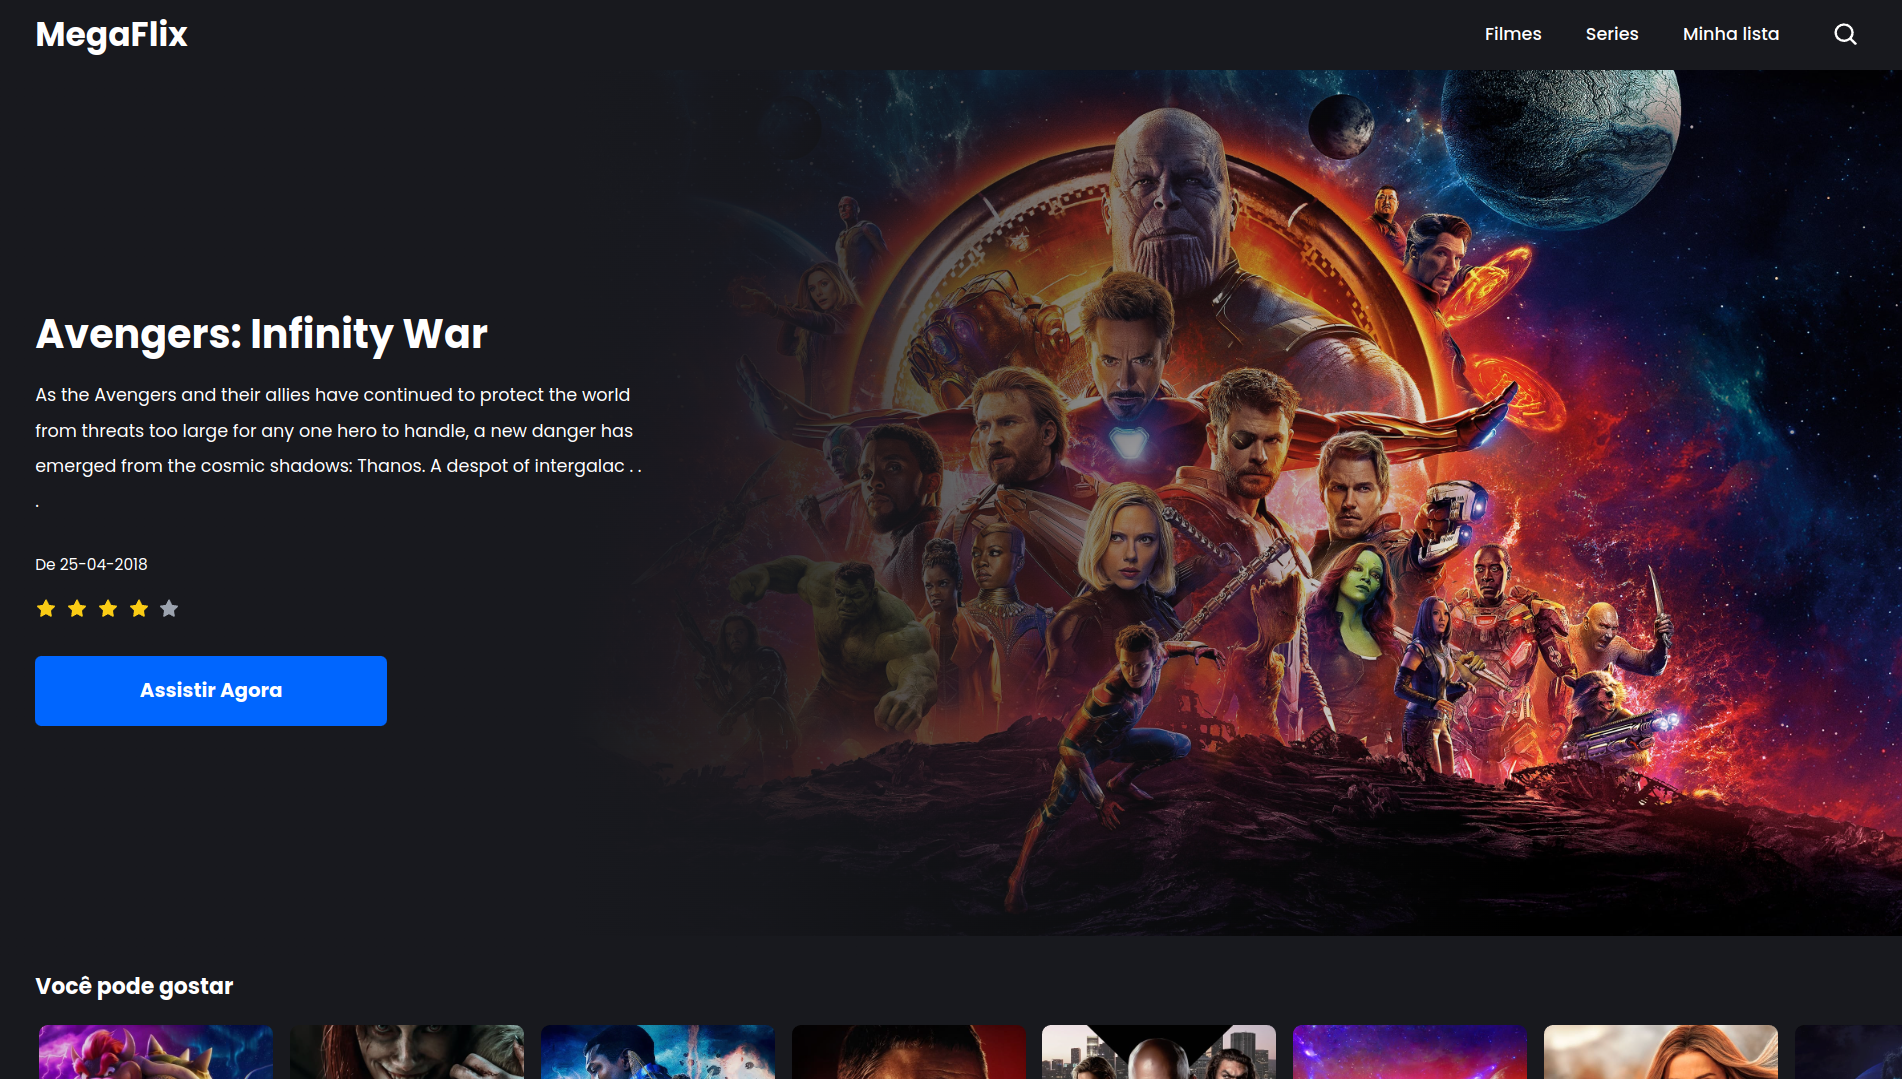 MegaFlix
Filmes
Series
Minha lista
Avengers: Infinity War
As the Avengers and their allies have continued to protect the world
from threats too large for any one hero to handle, a new danger has
emerged from the cosmic shadows: Thanos. A despot of intergalac . .
.
De 25-04-2018
Assistir Agora
Você pode gostar